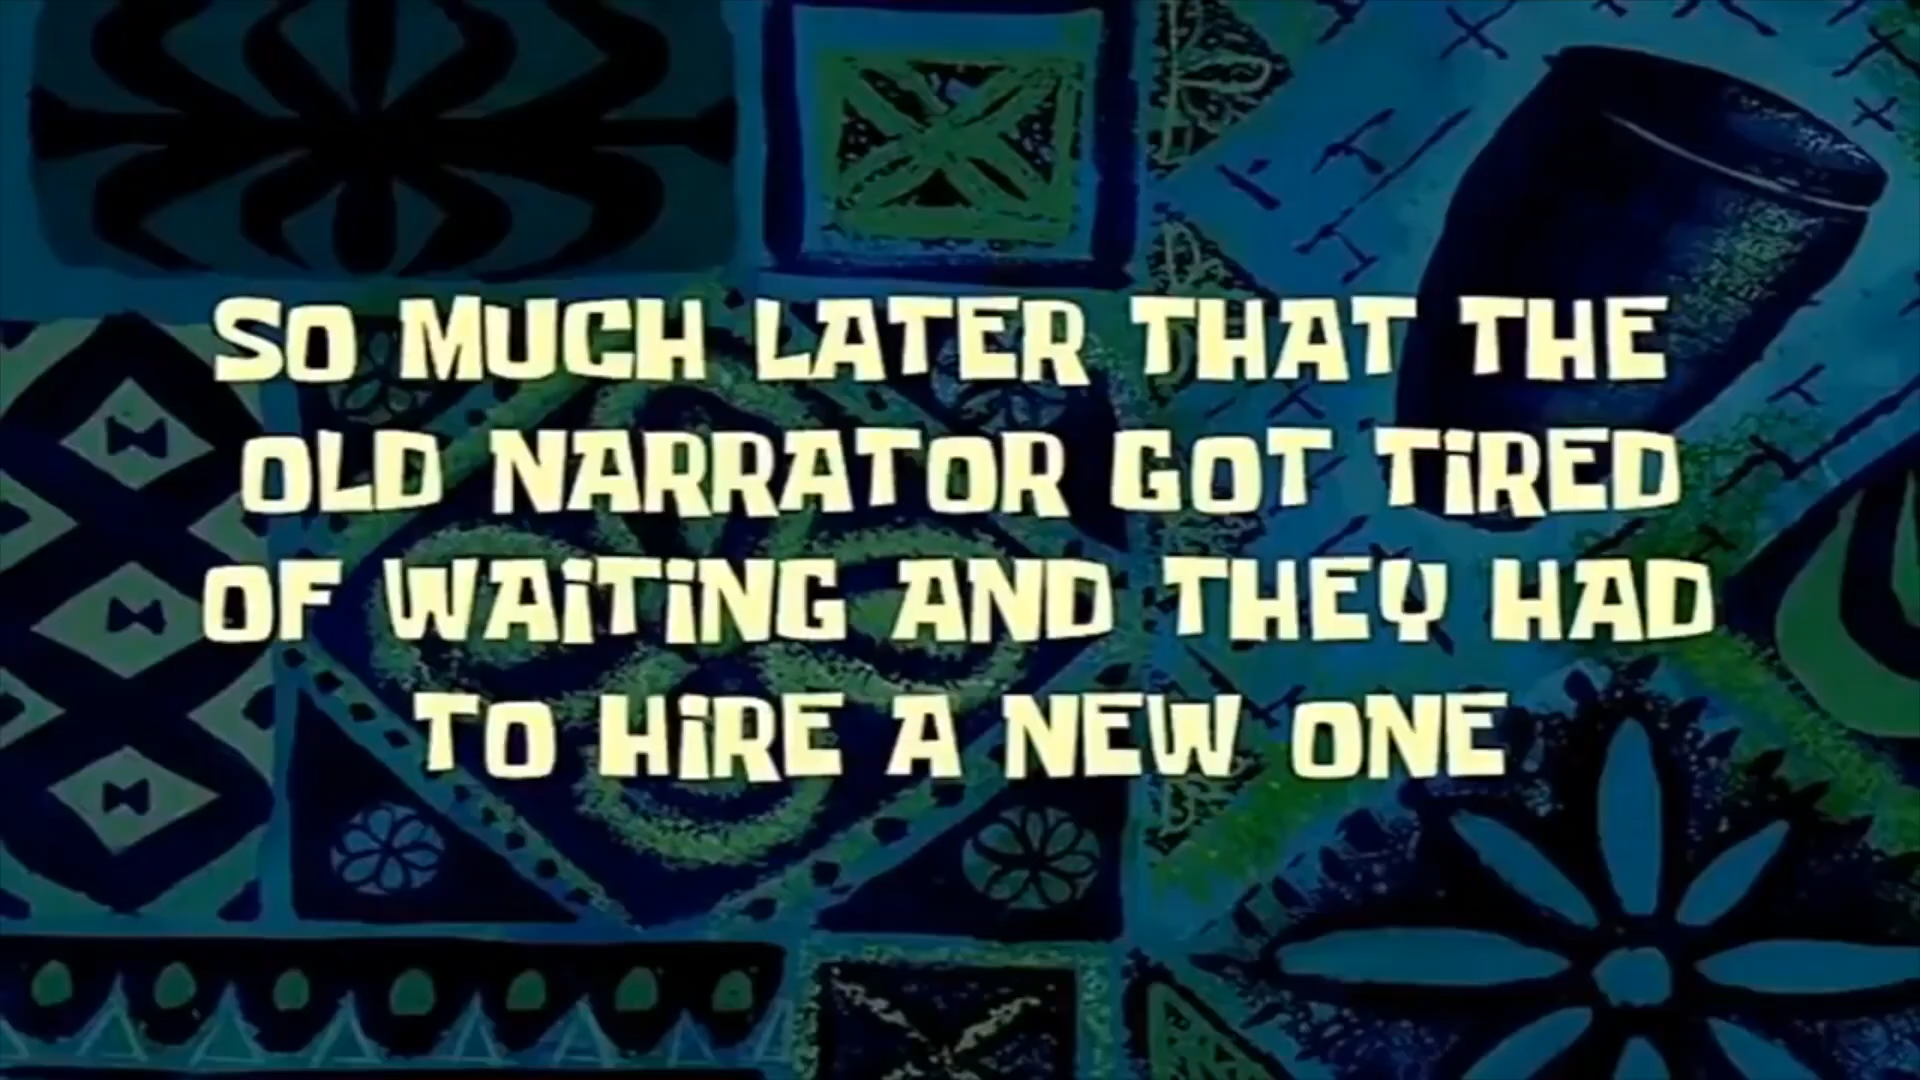 SO MUCH LATER THAT THE
OLD NARRATOR GOT TiRED
OF WAiTiNG AND THEY HAD
TO HiRE A NEW ONE